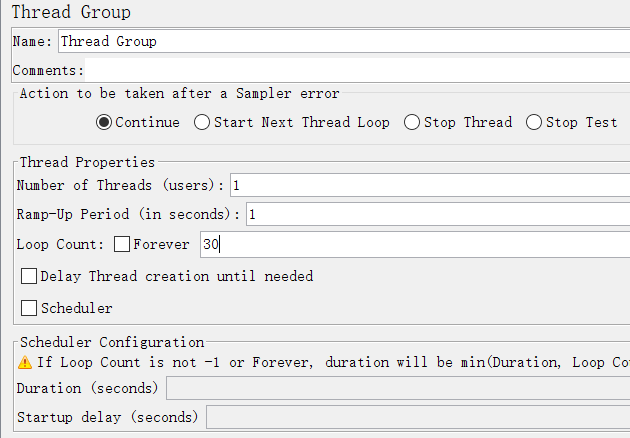 Thread Group
Name: Thread Group
Comments:
Action to be taken after a Sampler error
Continue Start Next Thread Loop Stop Thread Stop Test
Thread Properties
Number of Threads (users): 1
Ramp-Up Period (in seconds): 1
Loop Count: Forever 30
Delay Thread creation until needed
Scheduler
Scheduler Configuration
If Loop Count is not -1 or Forever, duration will be min(Duration, Loop Cou
Duration (seconds)
Startup delay (seconds)